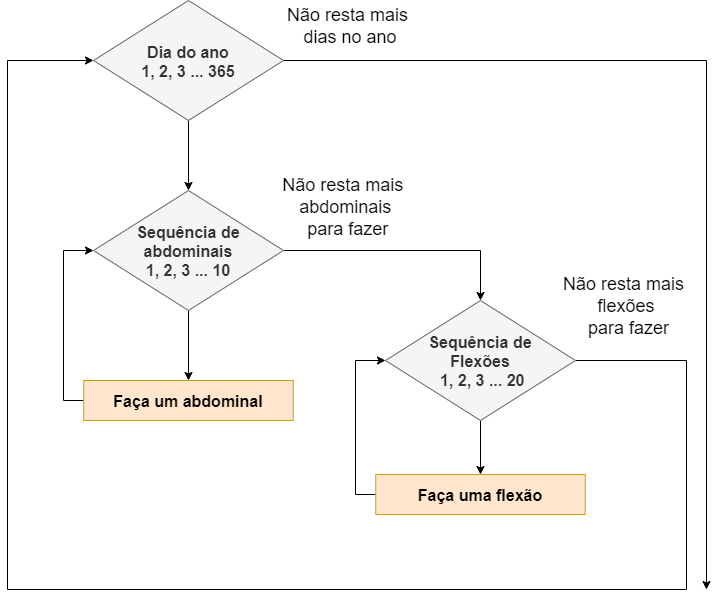 Não resta mais
dias no ano
Dia do ano
1, 2, 3 ... 365
Não resta mais
abdominais
para fazer
Sequência de
abdominais
1, 2, 3 ... 10
Não resta mais
flexões
para fazer
Sequência de
Flexões
1, 2, 3 ... 20
Faça um abdominal
Faça uma flexão